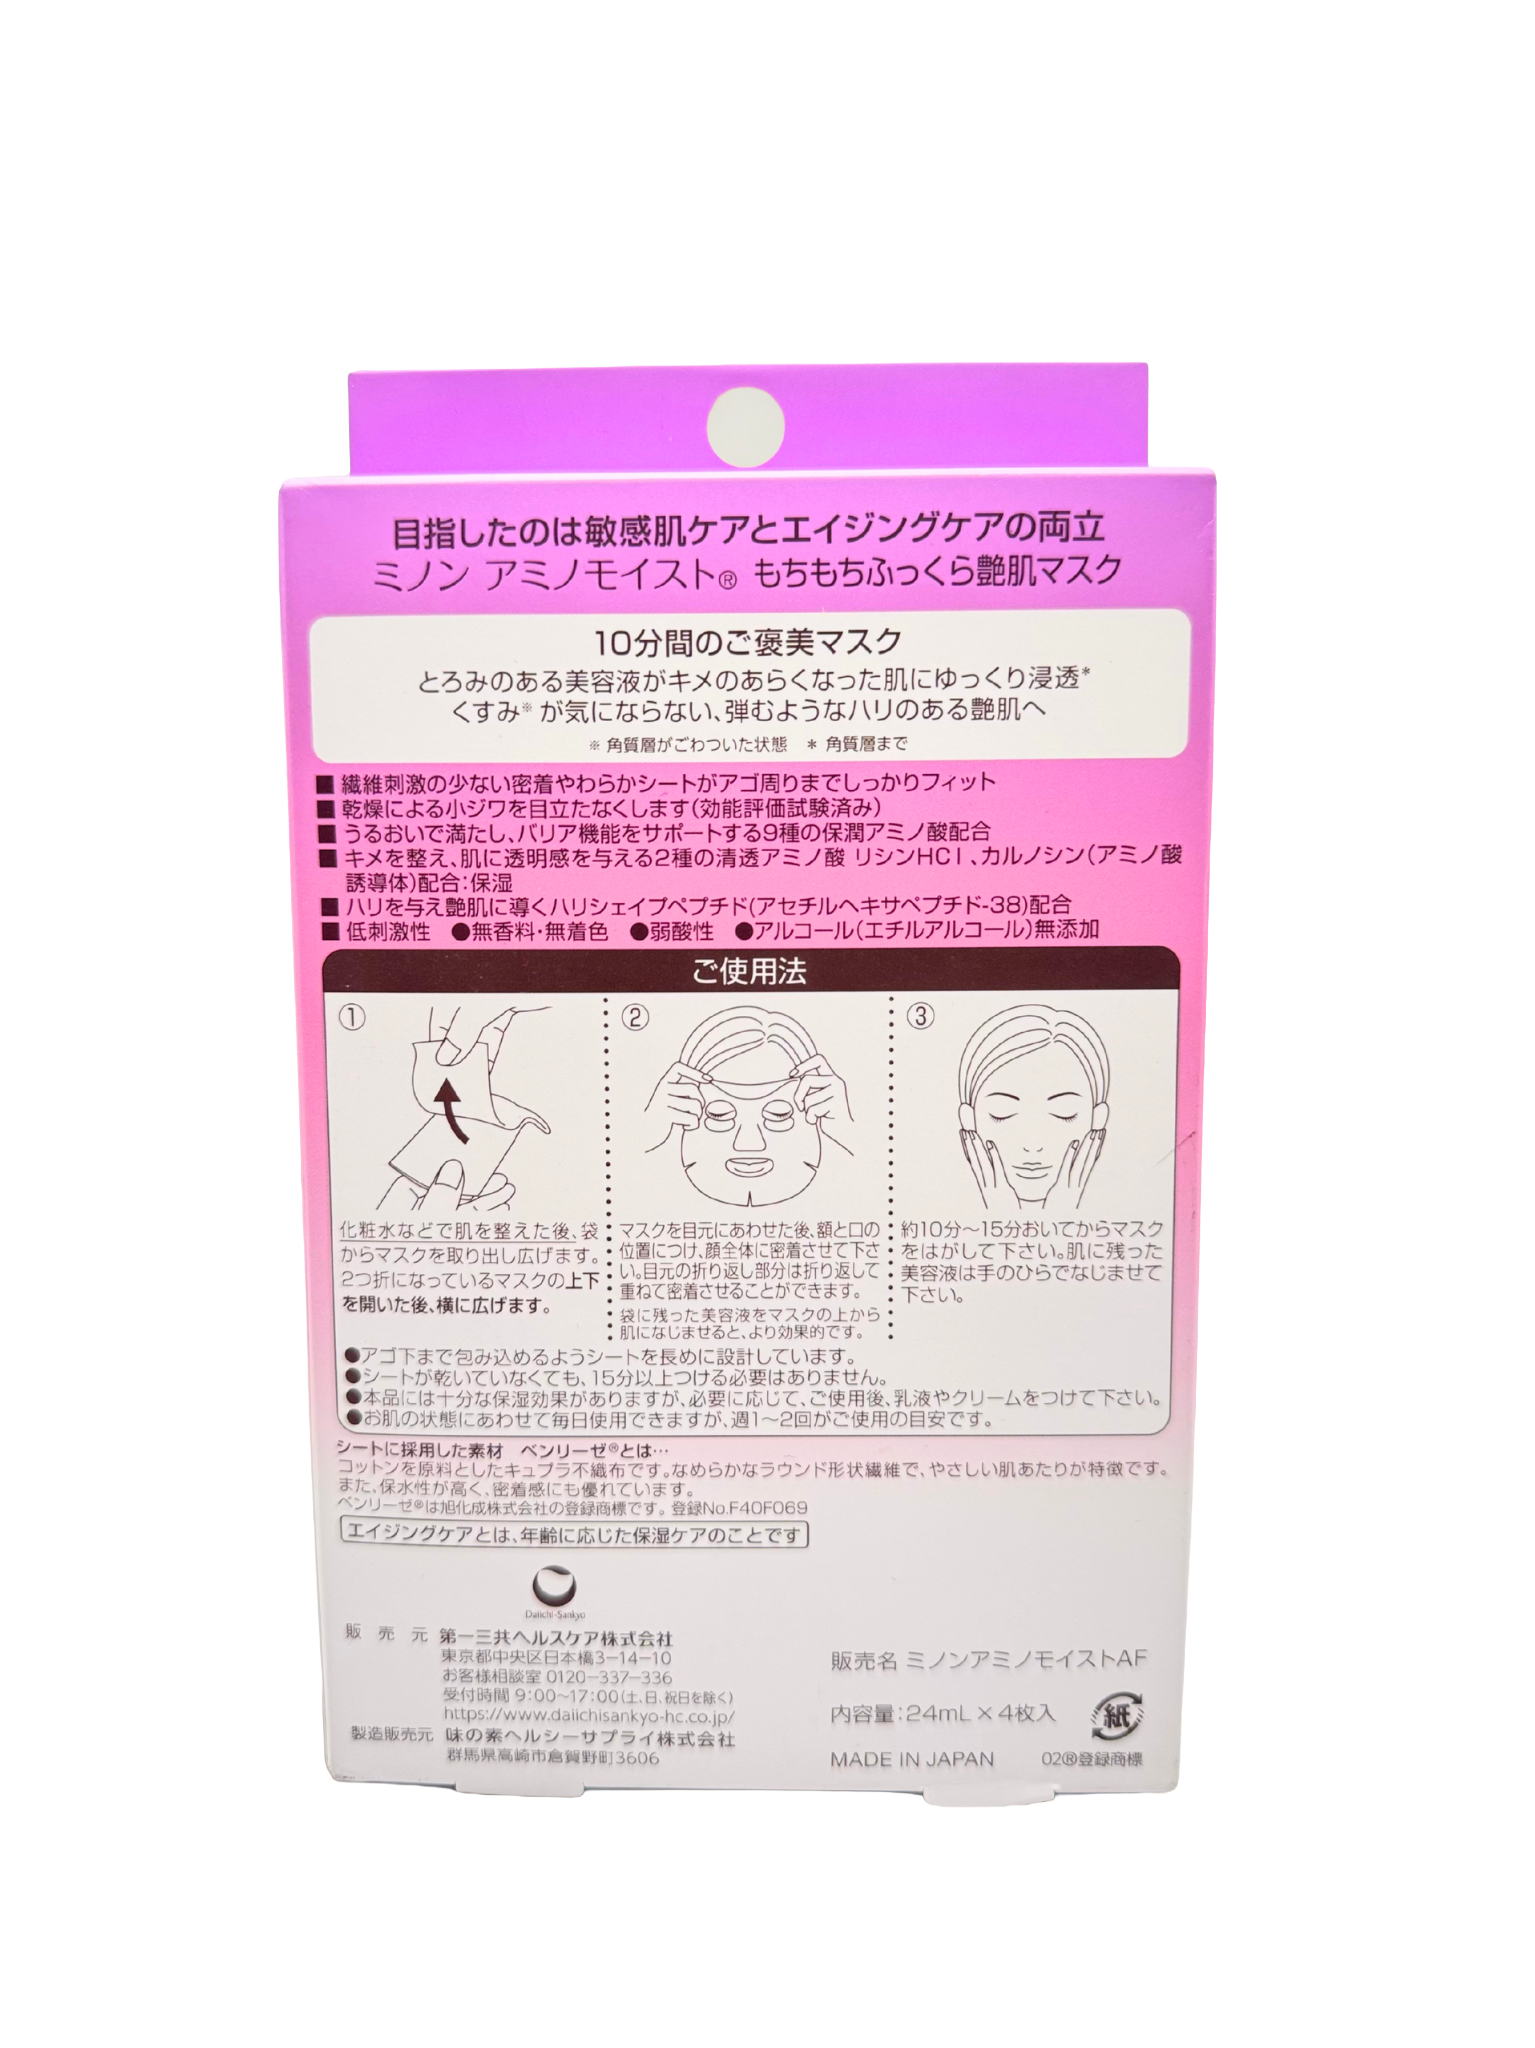 目指したのは敏感肌ケアとエイジングケアの両立
ミノン アミノモイスト® もちもちふっくら艶肌マスク
10分間のご褒美マスク
とろみのある美容液がキメのあらくなった肌にゆっくり浸透*
くすみ※が気にならない、弾むようなハリのある艶肌へ
※ 角質層がごわついた状態 * 角質層まで
■ 繊維刺激の少ない密着やわらかシートがアゴ周りまでしっかりフィット
■ 乾燥による小ジワを目立たなくします(効能評価試験済み)
■ うるおいで満たし、バリア機能をサポートする9種の保潤アミノ酸配合
■ キメを整え、肌に透明感を与える2種の清透アミノ酸 リシンHCl、カルノシン(アミノ酸
誘導体)配合:保湿
■ ハリを与え艶肌に導くハリシェイプペプチド(アセチルヘキサペプチド-38)配合
■ 低刺激性 ●無香料・無着色 ●弱酸性 ●アルコール(エチルアルコール)無添加
ご使用法
①
化粧水などで肌を整えた後、袋
からマスクを取り出し広げます。
2つ折になっているマスクの上下
を開いた後、横に広げます。
②
マスクを目元にあわせた後、額と口の
位置につけ、顔全体に密着させて下さ
い。目元の折り返し部分は折り返して
重ねて密着させることができます。
袋に残った美容液をマスクの上から
肌になじませると、より効果的です。
③
約10分〜15分おいてからマスク
をはがして下さい。肌に残った
美容液は手のひらでなじませて
下さい。
●アゴ下まで包み込めるようシートを長めに設計しています。
●シートが乾いていなくても、15分以上つける必要はありません。
●本品には十分な保湿効果がありますが、必要に応じて、ご使用後、乳液やクリームをつけて下さい。
●お肌の状態にあわせて毎日使用できますが、週1〜2回がご使用の目安です。
シートに採用した素材 ベンリーゼ®とは…
コットンを原料としたキュプラ不織布です。なめらかなラウンド形状繊維で、やさしい肌あたりが特徴です。
また、保水性が高く、密着感にも優れています。
ベンリーゼ®は旭化成株式会社の登録商標です。登録No.F40F069
エイジングケアとは、年齢に応じた保湿ケアのことです
Daiichi-Sankyo
販 売 元 第一三共ヘルスケア株式会社
東京都中央区日本橋3-14-10
お客様相談室 0120-337-336
受付時間 9:00〜17:00(土、日、祝日を除く)
https://www.daiichisankyo-hc.co.jp/
製造販売元 味の素ヘルシーサプライ株式会社
群馬県高崎市倉賀野町3606
販売名 ミノンアミノモイストAF
内容量:24mL×4枚入
紙
MADE IN JAPAN
02®登録商標